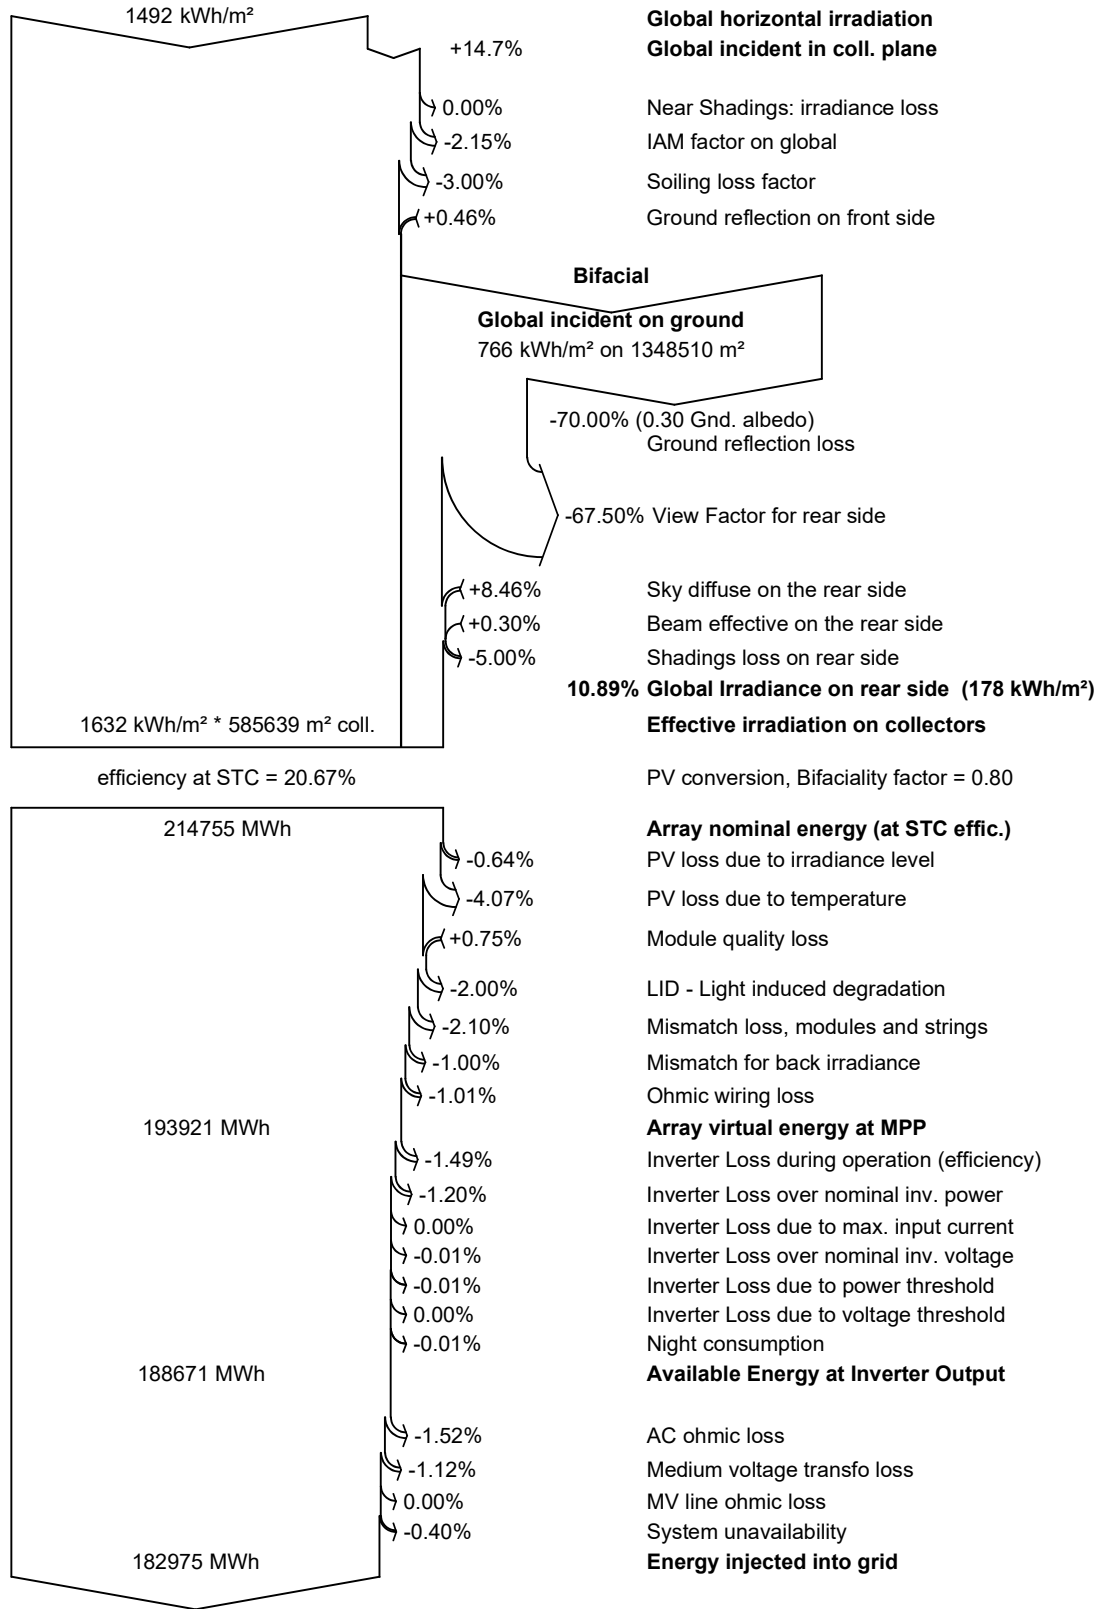 1492 kWh/m² Global horizontal irradiation
+14.7% Global incident in coll. plane
0.00% Near Shadings: irradiance loss
-2.15% IAM factor on global
-3.00% Soiling loss factor
+0.46% Ground reflection on front side
Bifacial
Global incident on ground
766 kWh/m² on 1348510 m²
-70.00% (0.30 Gnd. albedo)
Ground reflection loss
-67.50% View Factor for rear side
+8.46% Sky diffuse on the rear side
+0.30% Beam effective on the rear side
-5.00% Shadings loss on rear side
10.89% Global Irradiance on rear side (178 kWh/m²)
1632 kWh/m² * 585639 m² coll. Effective irradiation on collectors
efficiency at STC = 20.67% PV conversion, Bifaciality factor = 0.80
214755 MWh Array nominal energy (at STC effic.)
-0.64% PV loss due to irradiance level
-4.07% PV loss due to temperature
+0.75% Module quality loss
-2.00% LID - Light induced degradation
-2.10% Mismatch loss, modules and strings
-1.00% Mismatch for back irradiance
-1.01% Ohmic wiring loss
193921 MWh Array virtual energy at MPP
-1.49% Inverter Loss during operation (efficiency)
-1.20% Inverter Loss over nominal inv. power
0.00% Inverter Loss due to max. input current
-0.01% Inverter Loss over nominal inv. voltage
-0.01% Inverter Loss due to power threshold
0.00% Inverter Loss due to voltage threshold
-0.01% Night consumption
188671 MWh Available Energy at Inverter Output
-1.52% AC ohmic loss
-1.12% Medium voltage transfo loss
0.00% MV line ohmic loss
-0.40% System unavailability
182975 MWh Energy injected into grid